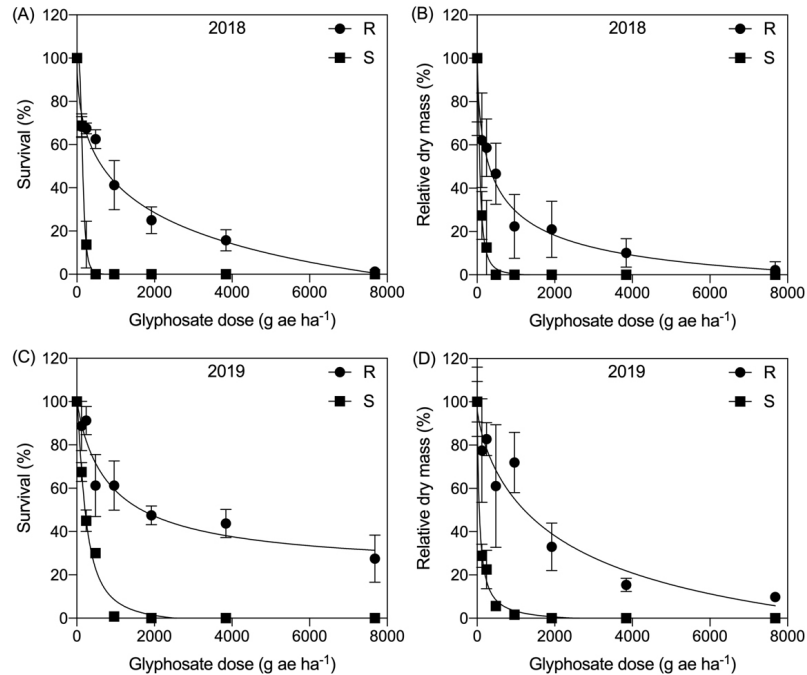 (A) 2018 R S
120
100
80
60
40
20
0
Survival (%)
0 2000 4000 6000 8000
Glyphosate dose (g ae ha⁻¹)
(B) 2018 R S
120
100
80
60
40
20
0
Relative dry mass (%)
0 2000 4000 6000 8000
Glyphosate dose (g ae ha⁻¹)
(C) 2019 R S
120
100
80
60
40
20
0
Survival (%)
0 2000 4000 6000 8000
Glyphosate dose (g ae ha⁻¹)
(D) 2019 R S
120
100
80
60
40
20
0
Relative dry mass (%)
0 2000 4000 6000 8000
Glyphosate dose (g ae ha⁻¹)